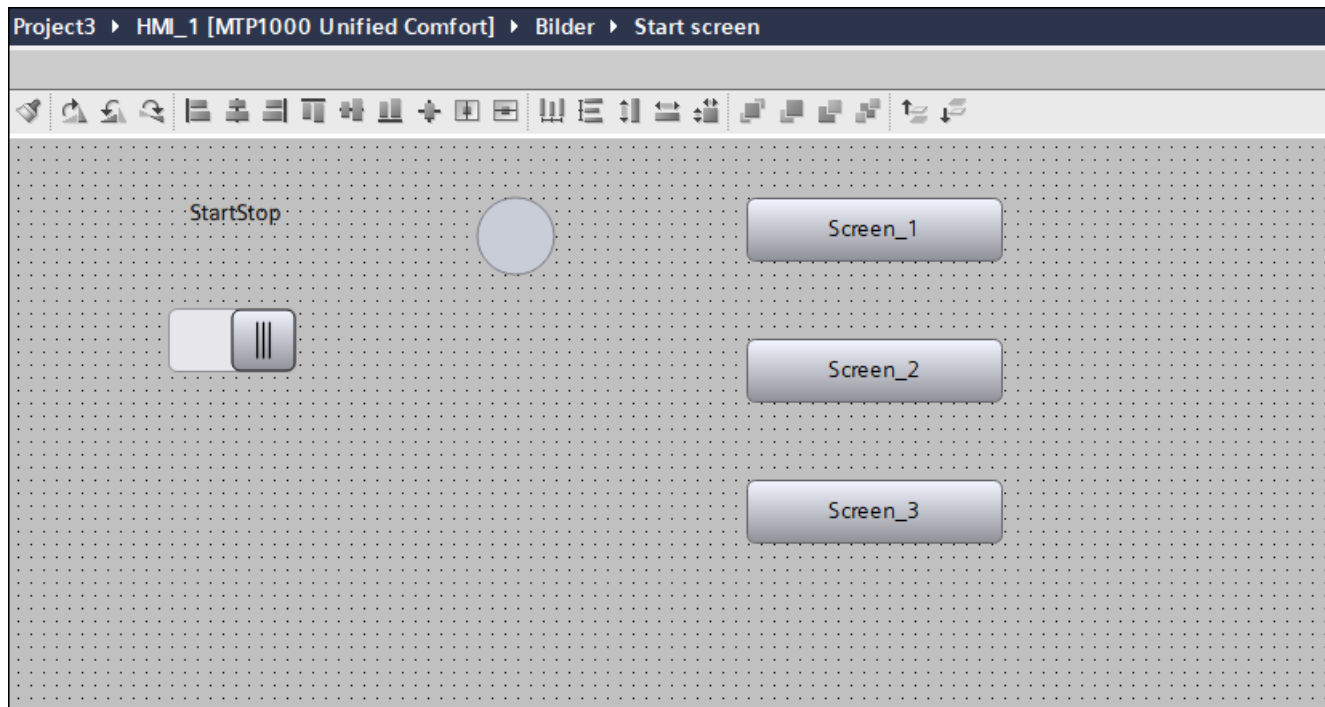 Project3 ▸ HMI_1 [MTP1000 Unified Comfort] ▸ Bilder ▸ Start screen
StartStop
Screen_1
Screen_2
Screen_3